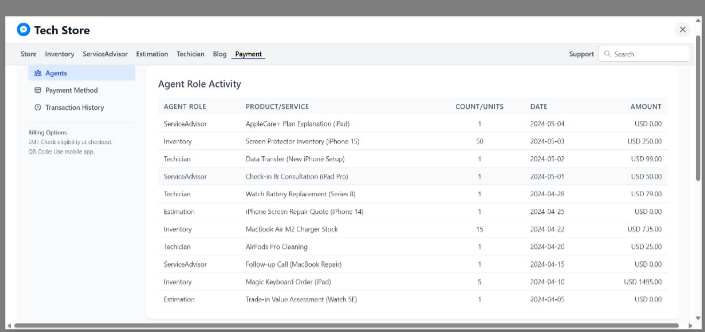 Tech Store
Store Inventory ServiceAdvisor Estimation Techician Blog Payment Support Search
Agents
Payment Method
Transaction History
Billing Options
EMI: Check eligibility at checkout.
QR Code: Use mobile app.
Agent Role Activity
AGENT ROLE PRODUCT/SERVICE COUNT/UNITS DATE AMOUNT
ServiceAdvisor AppleCare+ Plan Explanation (iPad) 1 2024-05-04 USD 0.00
Inventory Screen Protector Inventory (iPhone 15) 50 2024-05-03 USD 250.00
Techician Data Transfer (New iPhone Setup) 1 2024-05-02 USD 99.00
ServiceAdvisor Check-in & Consultation (iPad Pro) 1 2024-05-01 USD 50.00
Techician Watch Battery Replacement (Series 8) 1 2024-04-28 USD 79.00
Estimation iPhone Screen Repair Quote (iPhone 14) 1 2024-04-25 USD 0.00
Inventory MacBook Air M2 Charger Stock 15 2024-04-22 USD 735.00
Techician AirPods Pro Cleaning 1 2024-04-20 USD 25.00
ServiceAdvisor Follow-up Call (MacBook Repair) 1 2024-04-15 USD 0.00
Inventory Magic Keyboard Order (iPad) 5 2024-04-10 USD 1495.00
Estimation Trade-in Value Assessment (Watch SE) 1 2024-04-05 USD 0.00